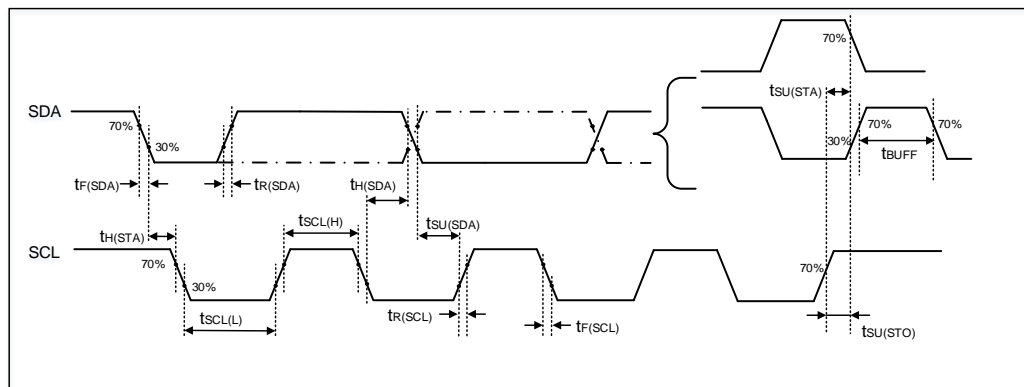 70%
tSU(STA)
SDA
70%
30%
30%
70%
70%
tBUFF
tF(SDA)
tR(SDA)
tH(SDA)
tH(STA)
tSCL(H)
tSU(SDA)
SCL
70%
30%
70%
tSCL(L)
tR(SCL)
tF(SCL)
tSU(STO)